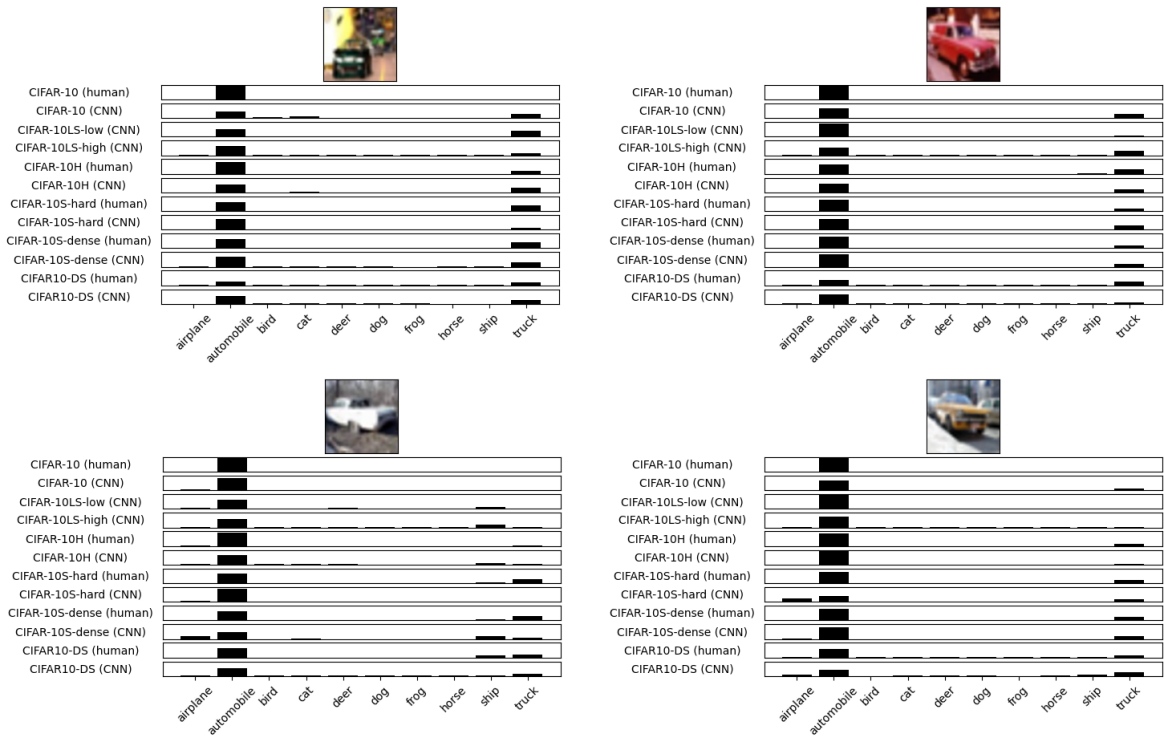 CIFAR-10 (human)
CIFAR-10 (CNN)
CIFAR-10LS-low (CNN)
CIFAR-10LS-high (CNN)
CIFAR-10H (human)
CIFAR-10H (CNN)
CIFAR-10S-hard (human)
CIFAR-10S-hard (CNN)
CIFAR-10S-dense (human)
CIFAR-10S-dense (CNN)
CIFAR10-DS (human)
CIFAR10-DS (CNN)
airplane
automobile
bird
cat
deer
dog
frog
horse
ship
truck
CIFAR-10 (human)
CIFAR-10 (CNN)
CIFAR-10LS-low (CNN)
CIFAR-10LS-high (CNN)
CIFAR-10H (human)
CIFAR-10H (CNN)
CIFAR-10S-hard (human)
CIFAR-10S-hard (CNN)
CIFAR-10S-dense (human)
CIFAR-10S-dense (CNN)
CIFAR10-DS (human)
CIFAR10-DS (CNN)
airplane
automobile
bird
cat
deer
dog
frog
horse
ship
truck
CIFAR-10 (human)
CIFAR-10 (CNN)
CIFAR-10LS-low (CNN)
CIFAR-10LS-high (CNN)
CIFAR-10H (human)
CIFAR-10H (CNN)
CIFAR-10S-hard (human)
CIFAR-10S-hard (CNN)
CIFAR-10S-dense (human)
CIFAR-10S-dense (CNN)
CIFAR10-DS (human)
CIFAR10-DS (CNN)
airplane
automobile
bird
cat
deer
dog
frog
horse
ship
truck
CIFAR-10 (human)
CIFAR-10 (CNN)
CIFAR-10LS-low (CNN)
CIFAR-10LS-high (CNN)
CIFAR-10H (human)
CIFAR-10H (CNN)
CIFAR-10S-hard (human)
CIFAR-10S-hard (CNN)
CIFAR-10S-dense (human)
CIFAR-10S-dense (CNN)
CIFAR10-DS (human)
CIFAR10-DS (CNN)
airplane
automobile
bird
cat
deer
dog
frog
horse
ship
truck